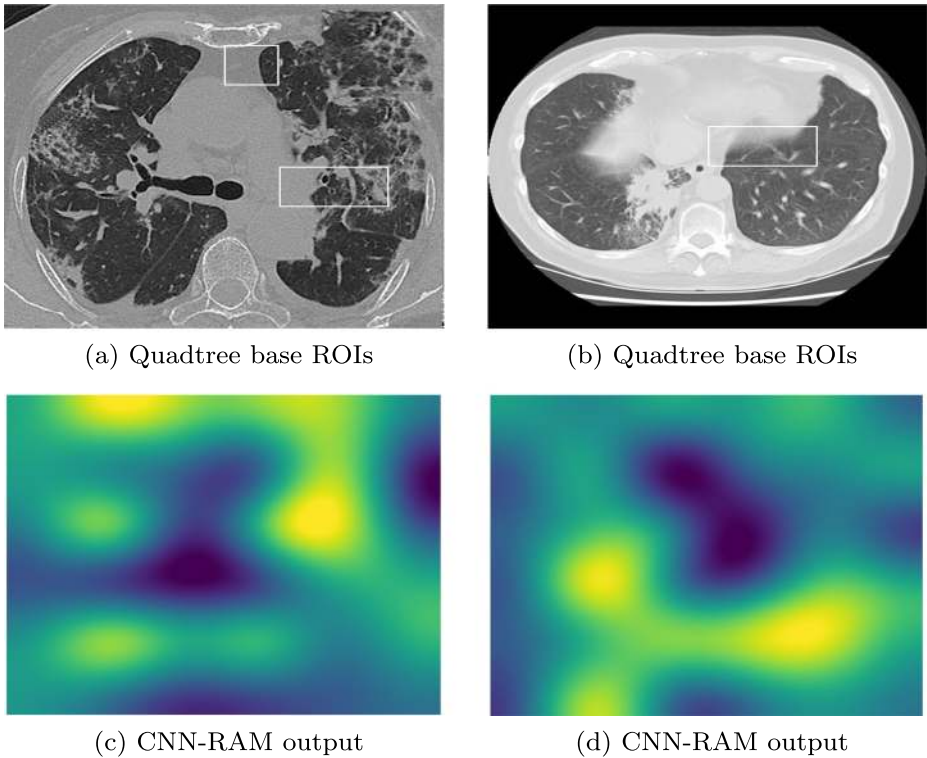 (a) Quadtree base ROIs
(b) Quadtree base ROIs
(c) CNN-RAM output
(d) CNN-RAM output